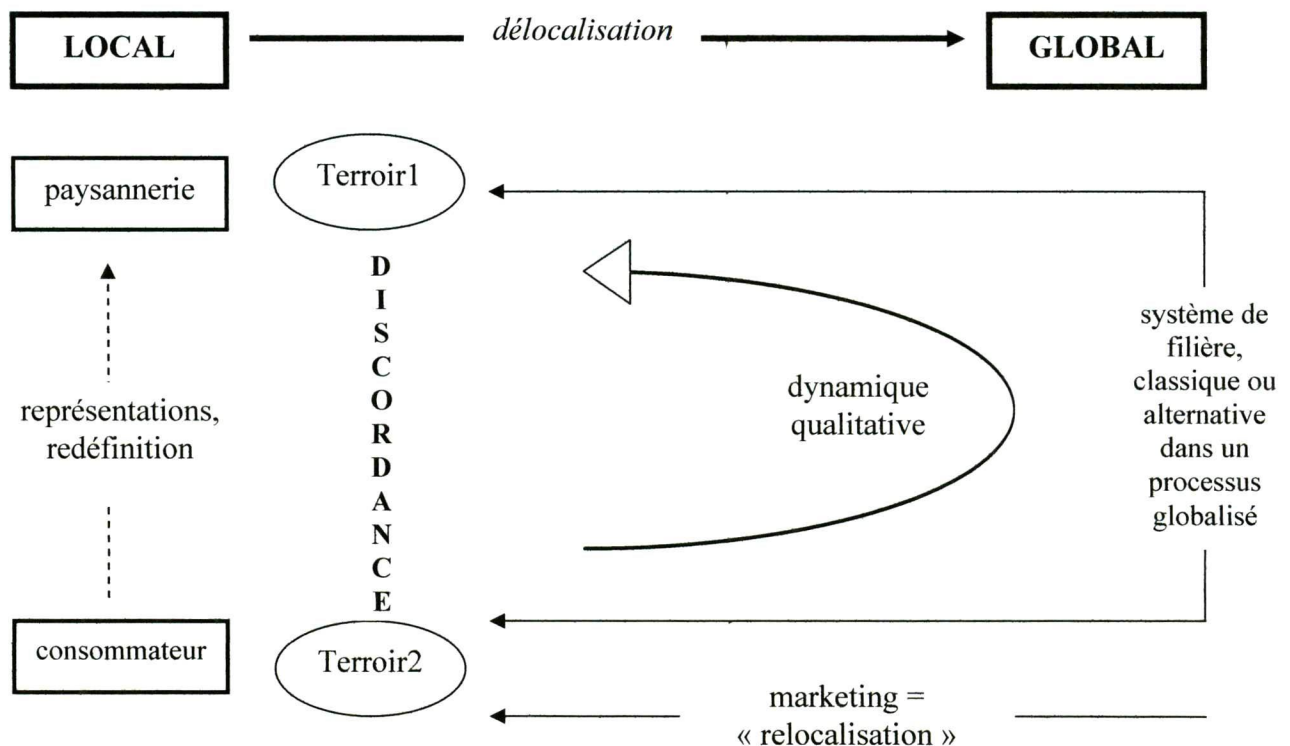 LOCAL
délocalisation
GLOBAL
paysannerie
Terroir1
D
I
S
C
O
R
D
A
N
C
E
représentations,
redéfinition
dynamique
qualitative
système de
filière,
classique ou
alternative
dans un
processus
globalisé
consommateur
Terroir2
marketing =
« relocalisation »